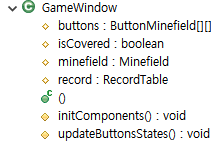 GameWindow
buttons : ButtonMinefield[][]
isCovered : boolean
minefield : Minefield
record : RecordTable
()
initComponents() : void
updateButtonsStates() : void